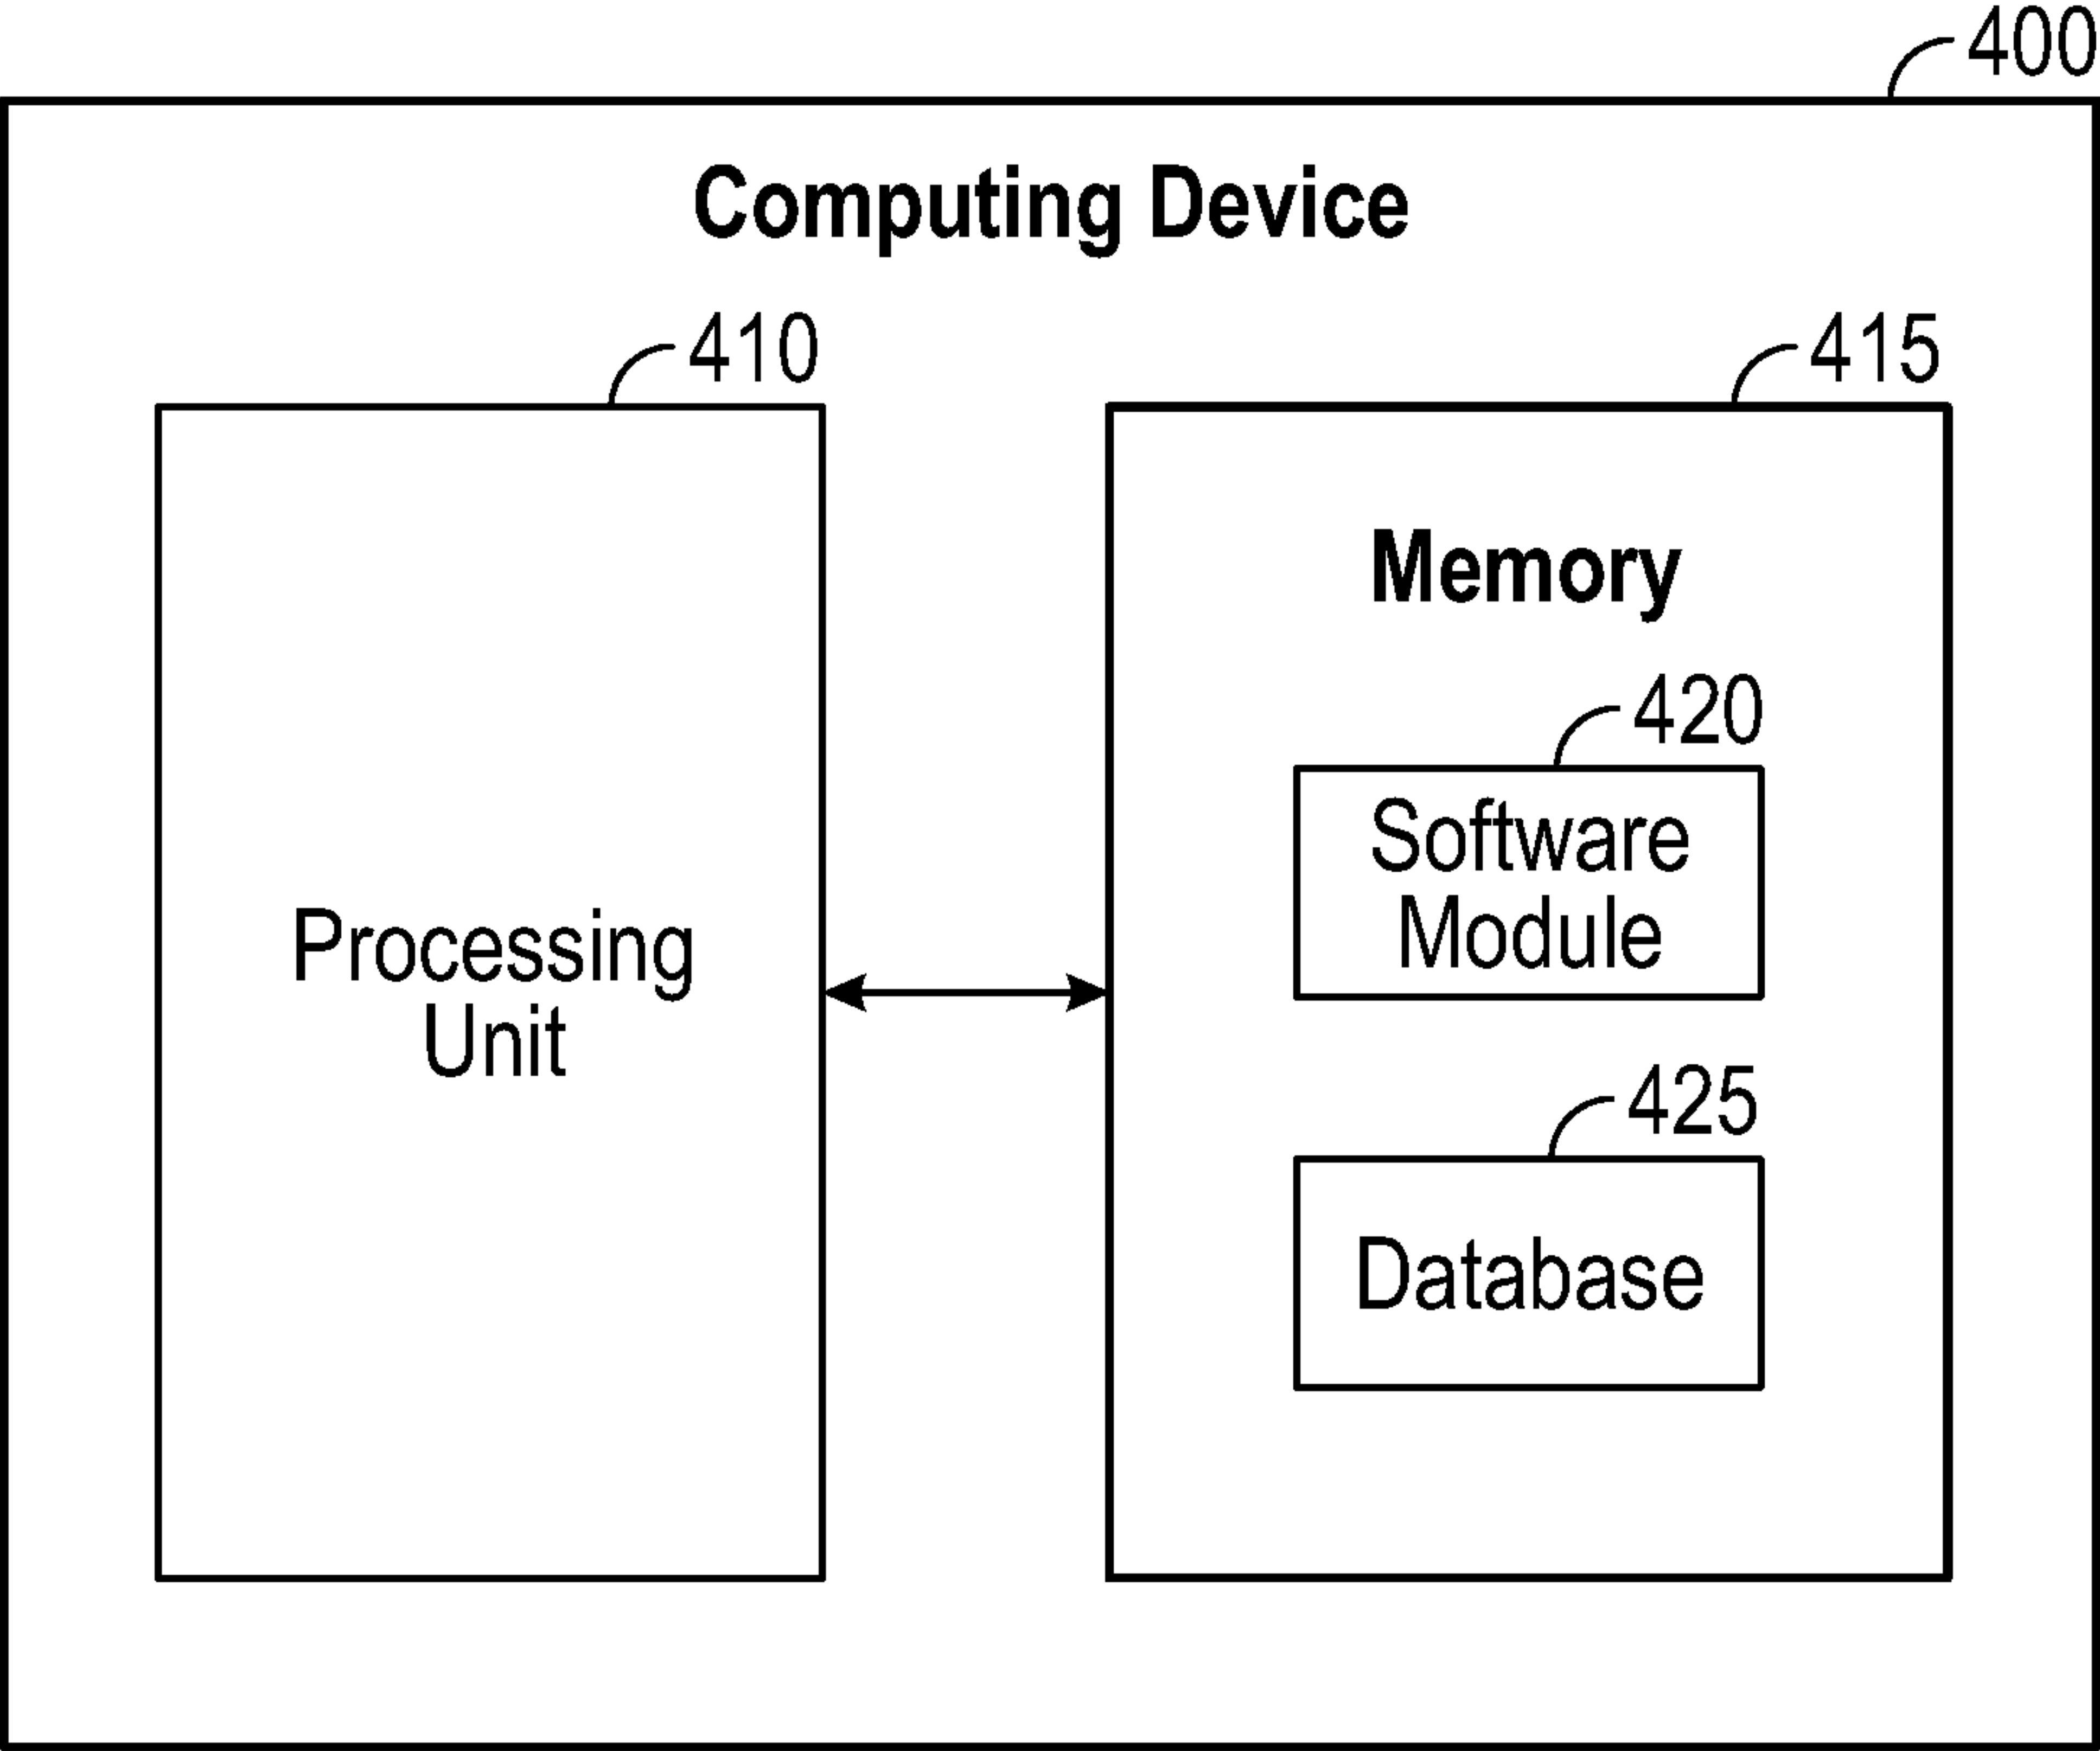 400
Computing Device
410
415
Memory
420
Software
Module
Processing
Unit
425
Database